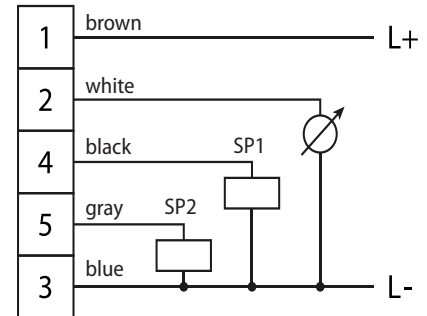 1 brown L+
2 white
4 black SP1
5 gray SP2
3 blue L-